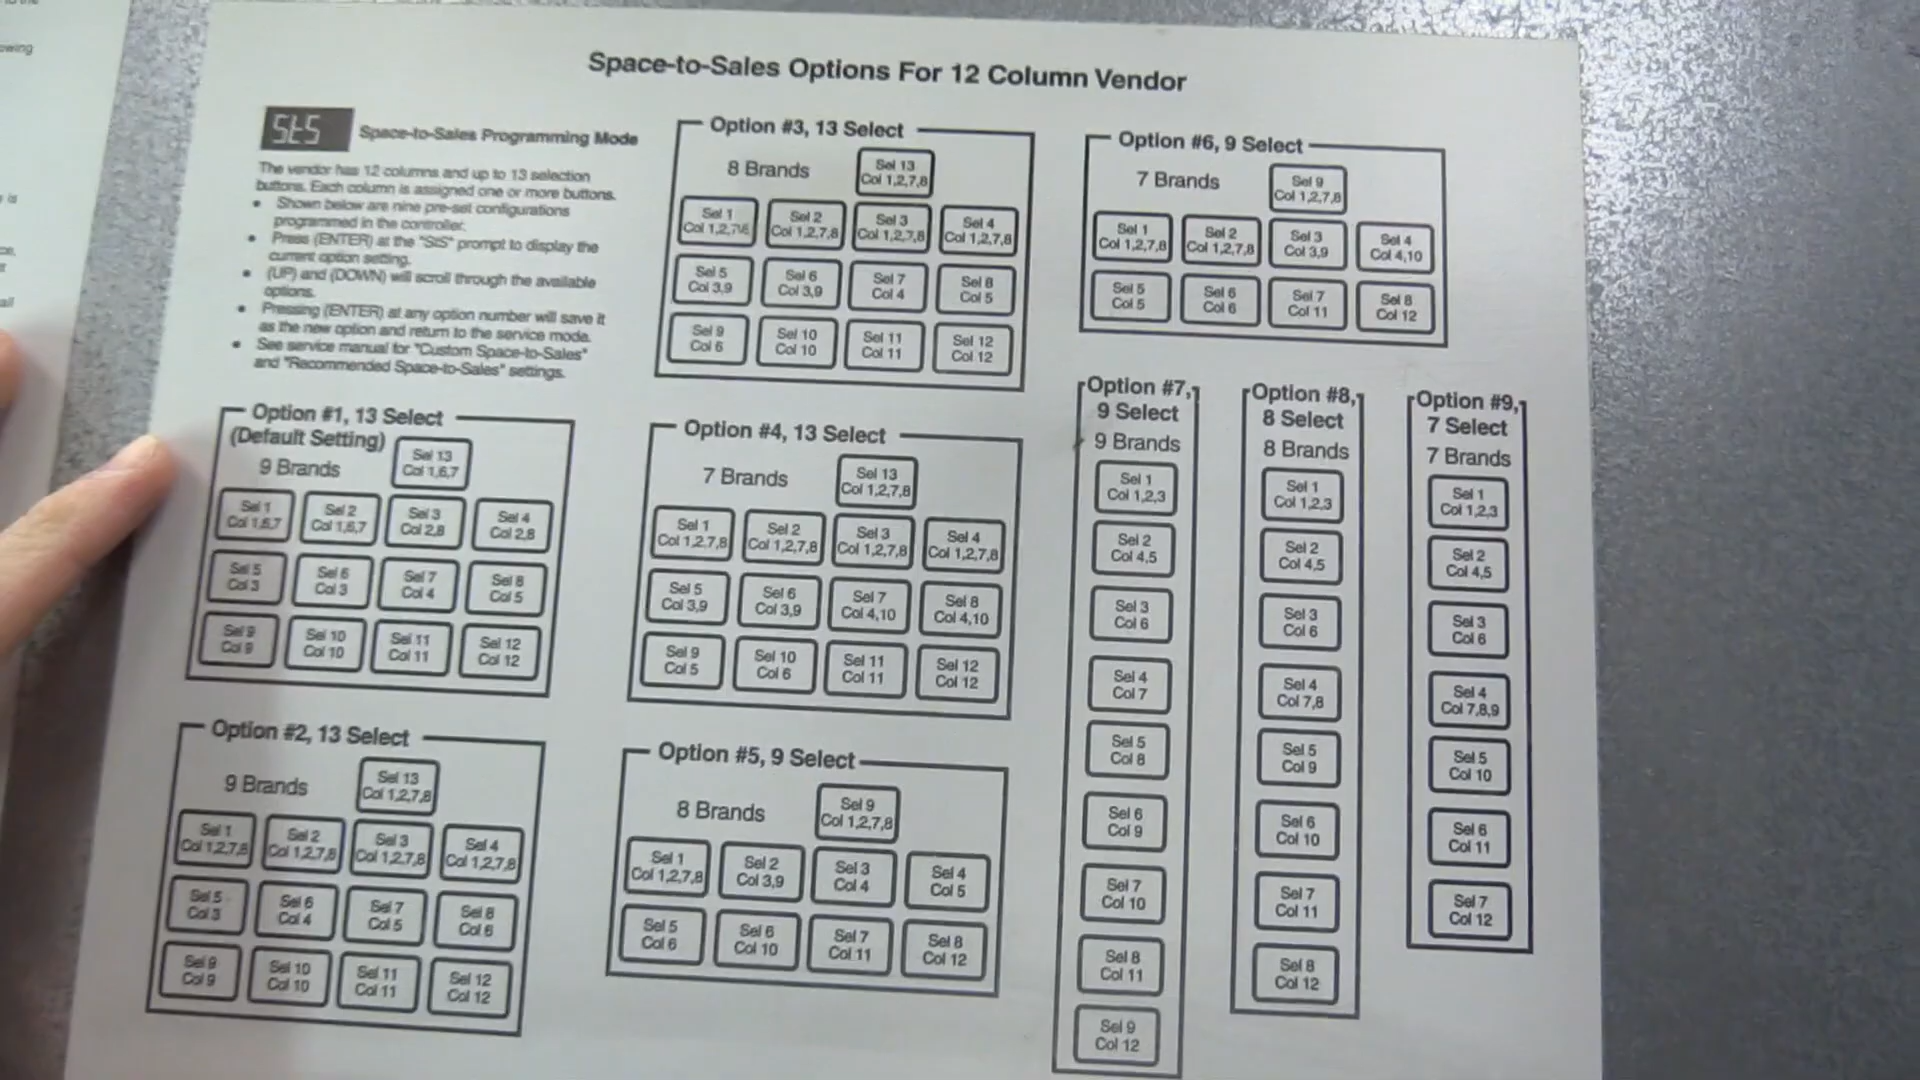 owing
is
all
Space-to-Sales Options For 12 Column Vendor
StS
Space-to-Sales Programming Mode
The vendor has 12 columns and up to 13 selection
buttons. Each column is assigned one or more buttons.
• Shown below are nine pre-set configurations
programmed in the controller.
• Press (ENTER) at the "StS" prompt to display the
current option setting.
• (UP) and (DOWN) will scroll through the available
options.
• Pressing (ENTER) at any option number will save it
as the new option and return to the service mode.
• See service manual for "Custom Space-to-Sales"
and "Recommended Space-to-Sales" settings.
Option #1, 13 Select
(Default Setting)
9 Brands
Sel 13
Col 1,6,7
Sel 1
Col 1,6,7
Sel 2
Col 1,6,7
Sel 3
Col 2,8
Sel 4
Col 2,8
Sel 5
Col 3
Sel 6
Col 3
Sel 7
Col 4
Sel 8
Col 5
Sel 9
Col 9
Sel 10
Col 10
Sel 11
Col 11
Sel 12
Col 12
Option #2, 13 Select
9 Brands
Sel 13
Col 1,2,7,8
Sel 1
Col 1,2,7,8
Sel 2
Col 1,2,7,8
Sel 3
Col 1,2,7,8
Sel 4
Col 1,2,7,8
Sel 5
Col 3
Sel 6
Col 4
Sel 7
Col 5
Sel 8
Col 6
Sel 9
Col 9
Sel 10
Col 10
Sel 11
Col 11
Sel 12
Col 12
Option #3, 13 Select
8 Brands
Sel 13
Col 1,2,7,8
Sel 1
Col 1,2,7,8
Sel 2
Col 1,2,7,8
Sel 3
Col 1,2,7,8
Sel 4
Col 1,2,7,8
Sel 5
Col 3,9
Sel 6
Col 3,9
Sel 7
Col 4
Sel 8
Col 5
Sel 9
Col 6
Sel 10
Col 10
Sel 11
Col 11
Sel 12
Col 12
Option #4, 13 Select
7 Brands
Sel 13
Col 1,2,7,8
Sel 1
Col 1,2,7,8
Sel 2
Col 1,2,7,8
Sel 3
Col 1,2,7,8
Sel 4
Col 1,2,7,8
Sel 5
Col 3,9
Sel 6
Col 3,9
Sel 7
Col 4,10
Sel 8
Col 4,10
Sel 9
Col 5
Sel 10
Col 6
Sel 11
Col 11
Sel 12
Col 12
Option #5, 9 Select
8 Brands
Sel 9
Col 1,2,7,8
Sel 1
Col 1,2,7,8
Sel 2
Col 3,9
Sel 3
Col 4
Sel 4
Col 5
Sel 5
Col 6
Sel 6
Col 10
Sel 7
Col 11
Sel 8
Col 12
Option #6, 9 Select
7 Brands
Sel 9
Col 1,2,7,8
Sel 1
Col 1,2,7,8
Sel 2
Col 1,2,7,8
Sel 3
Col 3,9
Sel 4
Col 4,10
Sel 5
Col 5
Sel 6
Col 6
Sel 7
Col 11
Sel 8
Col 12
Option #7,
9 Select
9 Brands
Sel 1
Col 1,2,3
Sel 2
Col 4,5
Sel 3
Col 6
Sel 4
Col 7
Sel 5
Col 8
Sel 6
Col 9
Sel 7
Col 10
Sel 8
Col 11
Sel 9
Col 12
Option #8,
8 Select
8 Brands
Sel 1
Col 1,2,3
Sel 2
Col 4,5
Sel 3
Col 6
Sel 4
Col 7,8
Sel 5
Col 9
Sel 6
Col 10
Sel 7
Col 11
Sel 8
Col 12
Option #9,
7 Select
7 Brands
Sel 1
Col 1,2,3
Sel 2
Col 4,5
Sel 3
Col 6
Sel 4
Col 7,8,9
Sel 5
Col 10
Sel 6
Col 11
Sel 7
Col 12